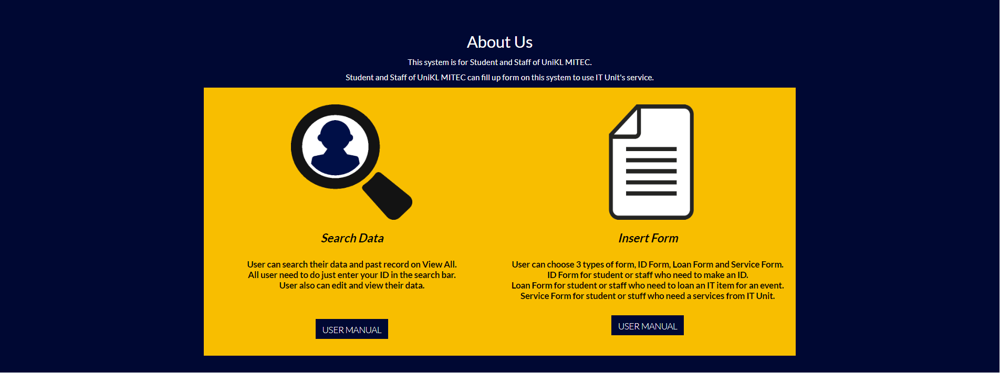 About Us
This system is for Student and Staff of UniKL MITEC.
Student and Staff of UniKL MITEC can fill up form on this system to use IT Unit's service.
Search Data
User can search their data and past record on View All.
All user need to do just enter your ID in the search bar.
User also can edit and view their data.
USER MANUAL
Insert Form
User can choose 3 types of form, ID Form, Loan Form and Service Form.
ID Form for student or staff who need to make an ID.
Loan Form for student or staff who need to loan an IT item for an event.
Service Form for student or stuff who need a services from IT Unit.
USER MANUAL